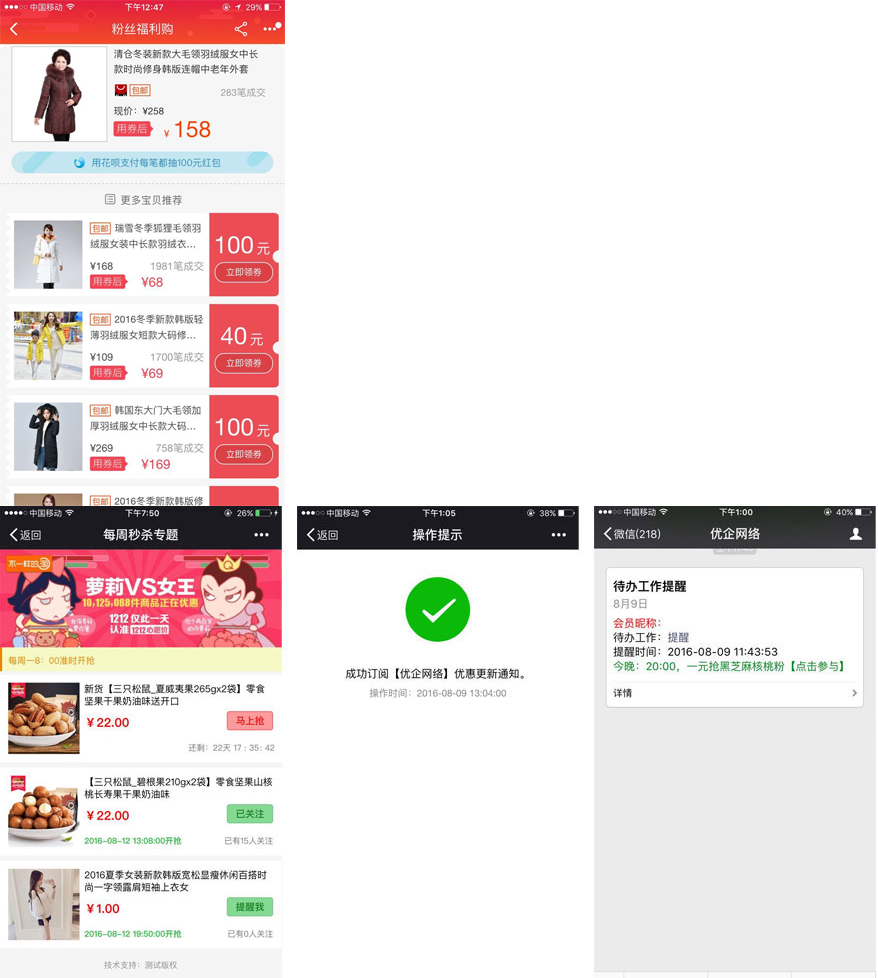 中国移动 下午12:47 29%
粉丝福利购
清仓冬装新款大毛领羽绒服女中长
款时尚修身韩版连帽中老年外套
包邮 283笔成交
现价：¥258
用券后 ¥ 158
用花呗支付每笔都抽100元红包
更多宝贝推荐
包邮 瑞雪冬季狐狸毛领羽
绒服女装中长款羽绒衣...
¥168 1981笔成交
用券后 ¥68
100元
立即领券
包邮 2016冬季新款韩版轻
薄羽绒服女短款大码修...
¥109 1700笔成交
用券后 ¥69
40元
立即领券
包邮 韩国东大门大毛领加
厚羽绒服女中长款大码...
¥269 758笔成交
用券后 ¥169
100元
立即领券
包邮 2016冬季新款韩版修
中国移动 下午7:50 26%
返回 每周秒杀专题
不一样的
萝莉VS女王
10,125,088件商品正在优惠
1212 仅此一天
认准 1212心愿价
每周一8：00准时开抢
新货【三只松鼠_夏威夷果265gx2袋】零食
坚果干果奶油味送开口
￥22.00 马上抢
还剩：22天 17 : 35 : 42
【三只松鼠_碧根果210gx2袋】零食坚果山核
桃长寿果干果奶油味
￥22.00 已关注
2016-08-12 13:08:00开抢 已有15人关注
2016夏季女装新款韩版宽松显瘦休闲百搭时
尚一字领露肩短袖上衣女
￥1.00 提醒我
2016-08-12 19:50:00开抢 已有0人关注
技术支持：测试版权
中国移动 下午1:05 38%
返回 操作提示
成功订阅【优企网络】优惠更新通知。
操作时间：2016-08-09 13:04:00
中国移动 下午1:00 40%
微信(218) 优企网络
待办工作提醒
8月9日
会员昵称：
待办工作：提醒
提醒时间：2016-08-09 11:43:53
今晚：20:00，一元抢黑芝麻核桃粉【点击参与】
详情